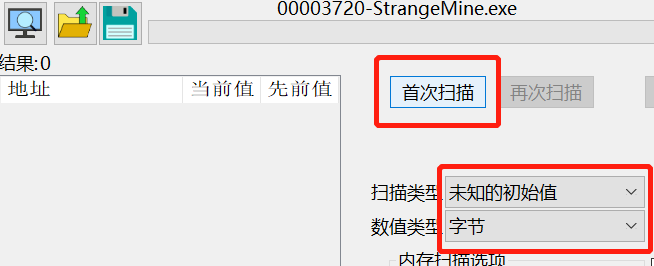 00003720-StrangeMine.exe
结果:0
地址 当前值 先前值
首次扫描 再次扫描
扫描类型 未知的初始值
数值类型 字节
内存扫描选项